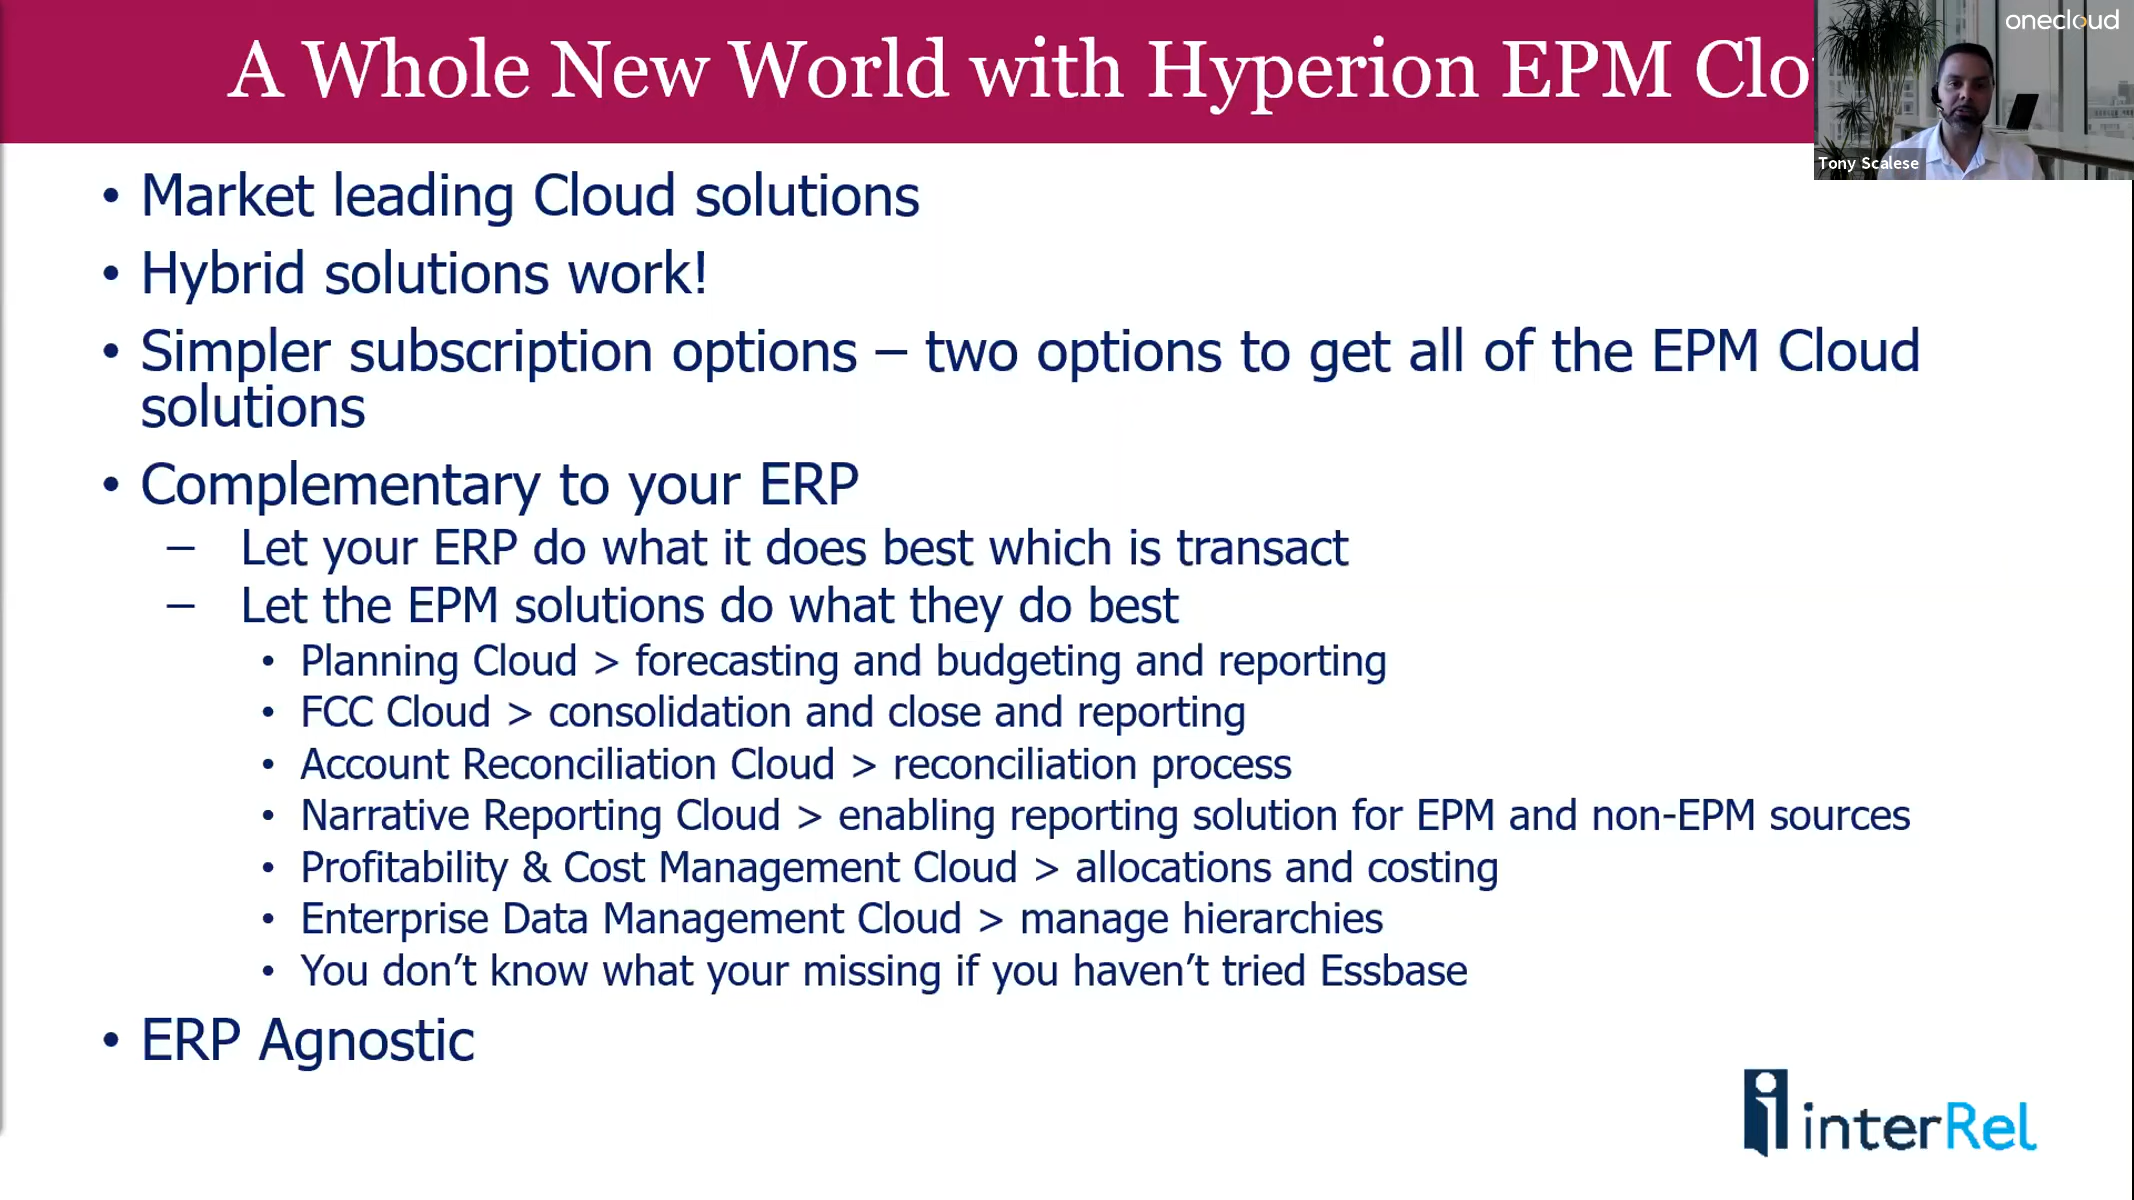 A Whole New World with Hyperion EPM Clo
onecloud
Tony Scalese
• Market leading Cloud solutions
• Hybrid solutions work!
• Simpler subscription options – two options to get all of the EPM Cloud
solutions
• Complementary to your ERP
– Let your ERP do what it does best which is transact
– Let the EPM solutions do what they do best
• Planning Cloud > forecasting and budgeting and reporting
• FCC Cloud > consolidation and close and reporting
• Account Reconciliation Cloud > reconciliation process
• Narrative Reporting Cloud > enabling reporting solution for EPM and non-EPM sources
• Profitability & Cost Management Cloud > allocations and costing
• Enterprise Data Management Cloud > manage hierarchies
• You don’t know what your missing if you haven’t tried Essbase
• ERP Agnostic
interRel